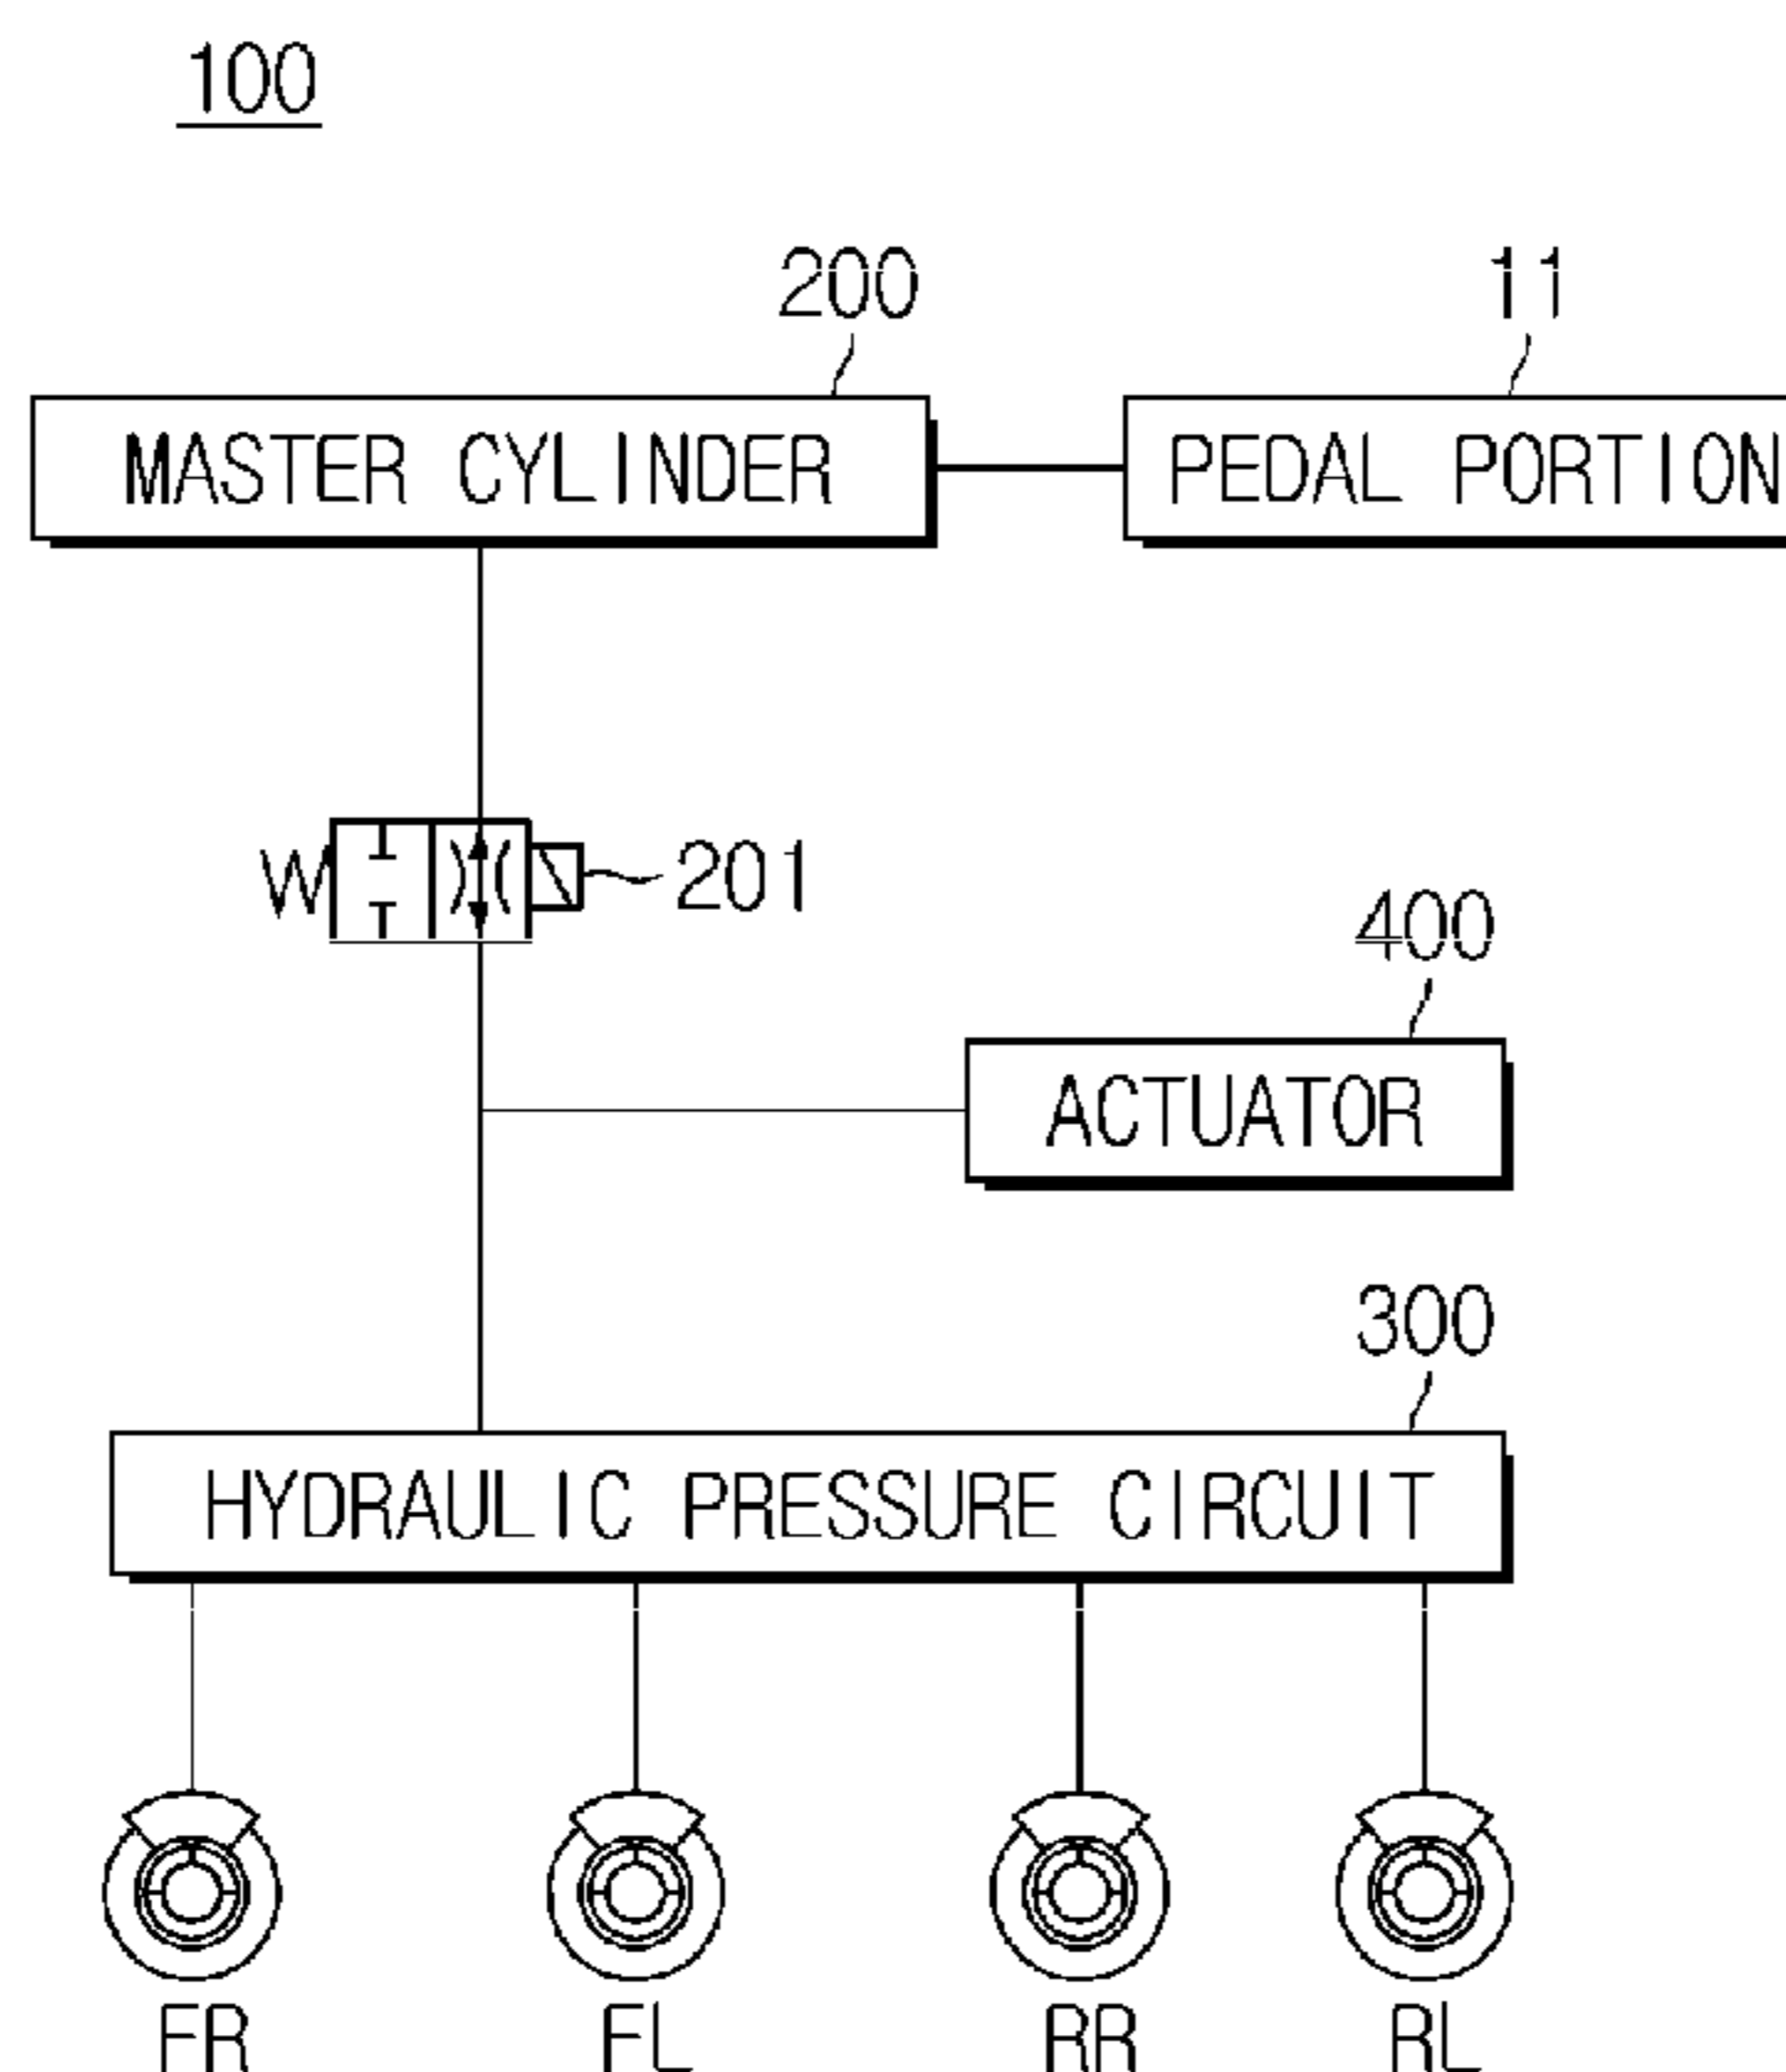 100
200 11
MASTER CYLINDER PEDAL PORTION
W 201
400
ACTUATOR
300
HYDRAULIC PRESSURE CIRCUIT
FR FL RR RL